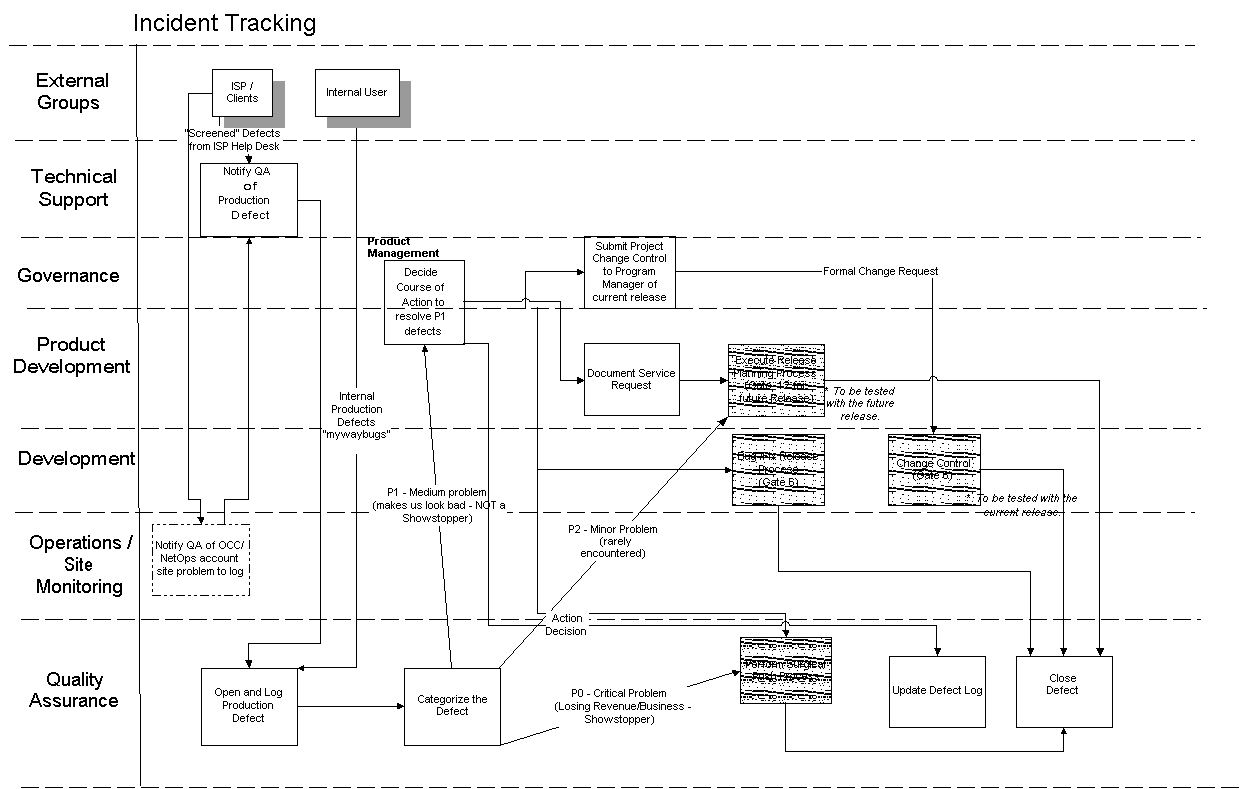 Incident Tracking
External
Groups
ISP /
Clients
Internal User
"Screened" Defects
from ISP Help Desk
Technical
Support
Notify QA
of
Production
Defect
Governance
Product
Management
Decide
Course of
Action to
resolve P1
defects
Submit Project
Change Control
to Program
Manager of
current release
Formal Change Request
Product
Development
Document Service
Request
Execute Release
Planning Process
future Release)
* To be tested
with the future
release.
Internal
Production
Defects
"mywaybugs"
Development
Release
Process
(Gate 6)
Change Control
(Gate 6)
* To be tested with the
current release.
P1 - Medium problem
(makes us look bad - NOT a
Showstopper)
Operations /
Site
Monitoring
Notify QA of OCC/
NetOps account
site problem to log
P2 - Minor Problem
(rarely
encountered)
Action
Decision
Quality
Assurance
Open and Log
Production
Defect
Categorize the
Defect
P0 - Critical Problem
(Losing Revenue/Business -
Showstopper)
Perform Surgical
Update Defect Log
Close
Defect